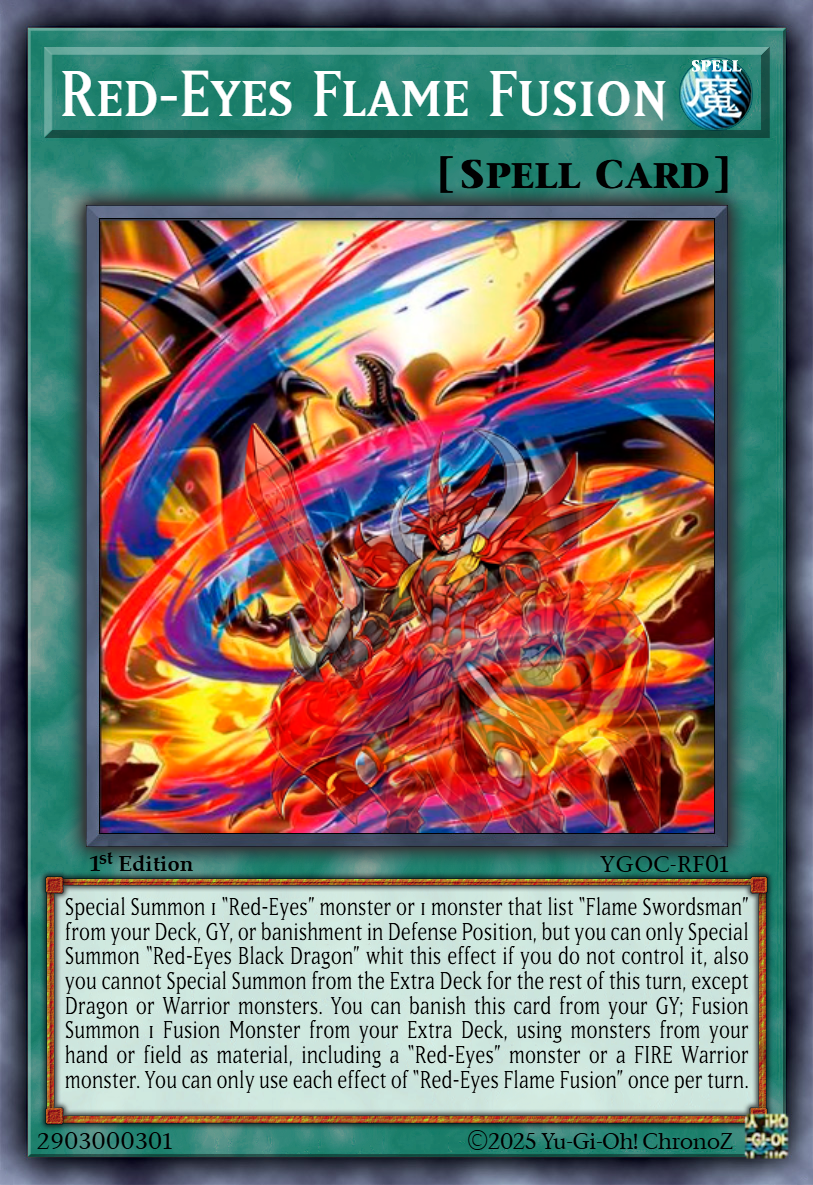 Red-Eyes Flame Fusion
SPELL
魔
[Spell Card]
1st Edition
YGOC-RF01
Special Summon 1 “Red-Eyes” monster or 1 monster that list “Flame Swordsman”
from your Deck, GY, or banishment in Defense Position, but you can only Special
Summon “Red-Eyes Black Dragon” whit this effect if you do not control it, also
you cannot Special Summon from the Extra Deck for the rest of this turn, except
Dragon or Warrior monsters. You can banish this card from your GY; Fusion
Summon 1 Fusion Monster from your Extra Deck, using monsters from your
hand or field as material, including a “Red-Eyes” monster or a FIRE Warrior
monster. You can only use each effect of “Red-Eyes Flame Fusion” once per turn.
2903000301
©2025 Yu-Gi-Oh! ChronoZ